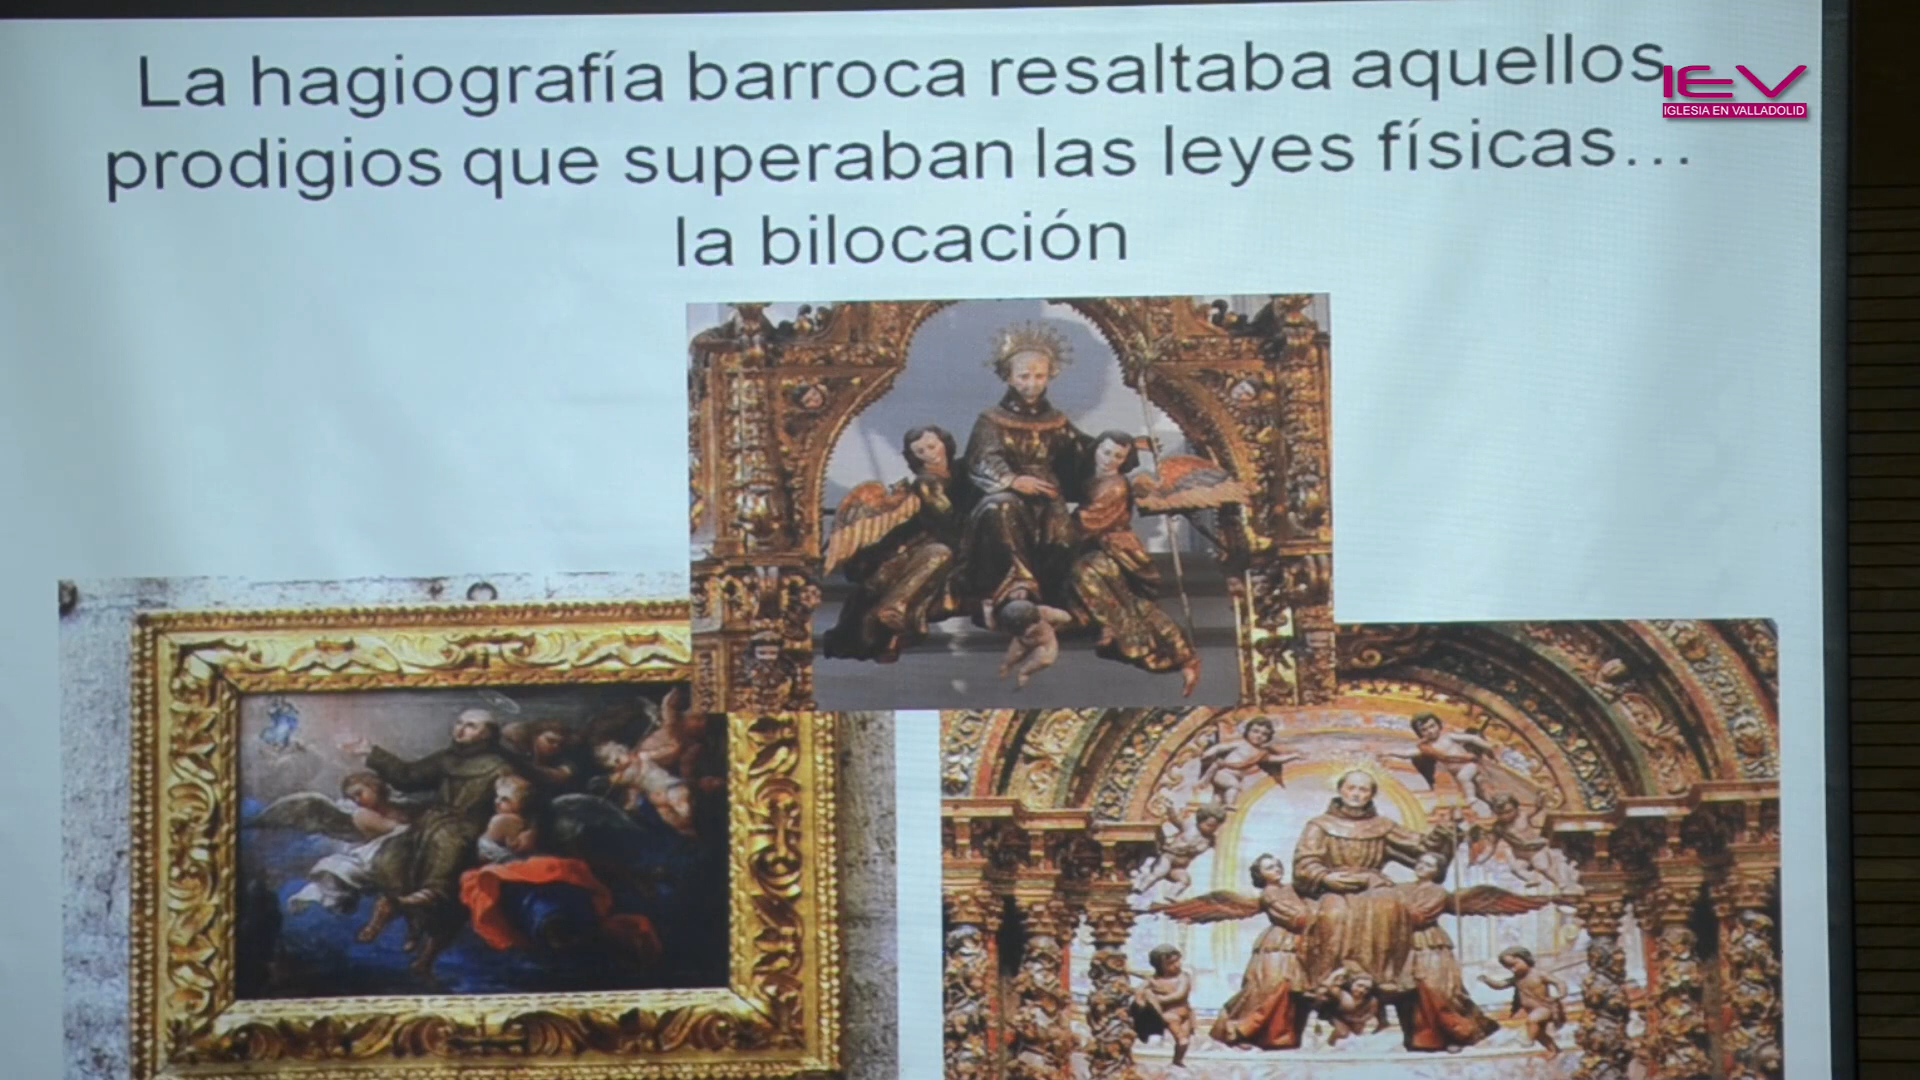 La hagiografía barroca resaltaba aquellos
prodigios que superaban las leyes físicas...
la bilocación
IEV
IGLESIA EN VALLADOLID